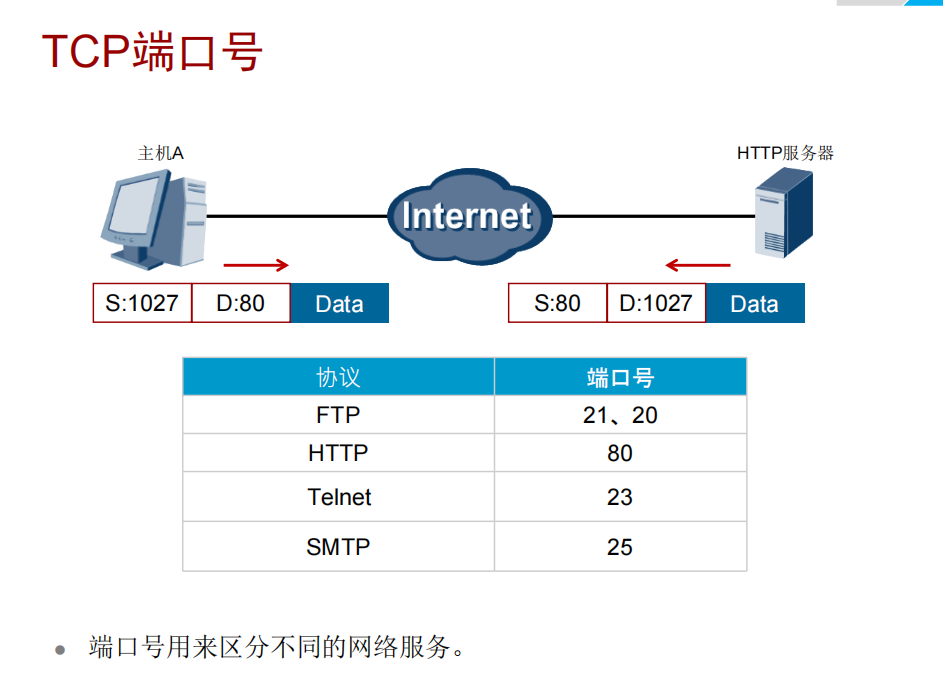 TCP端口号
主机A
HTTP服务器
Internet
S:1027 D:80 Data
S:80 D:1027 Data
协议 端口号
FTP 21、20
HTTP 80
Telnet 23
SMTP 25
● 端口号用来区分不同的网络服务。